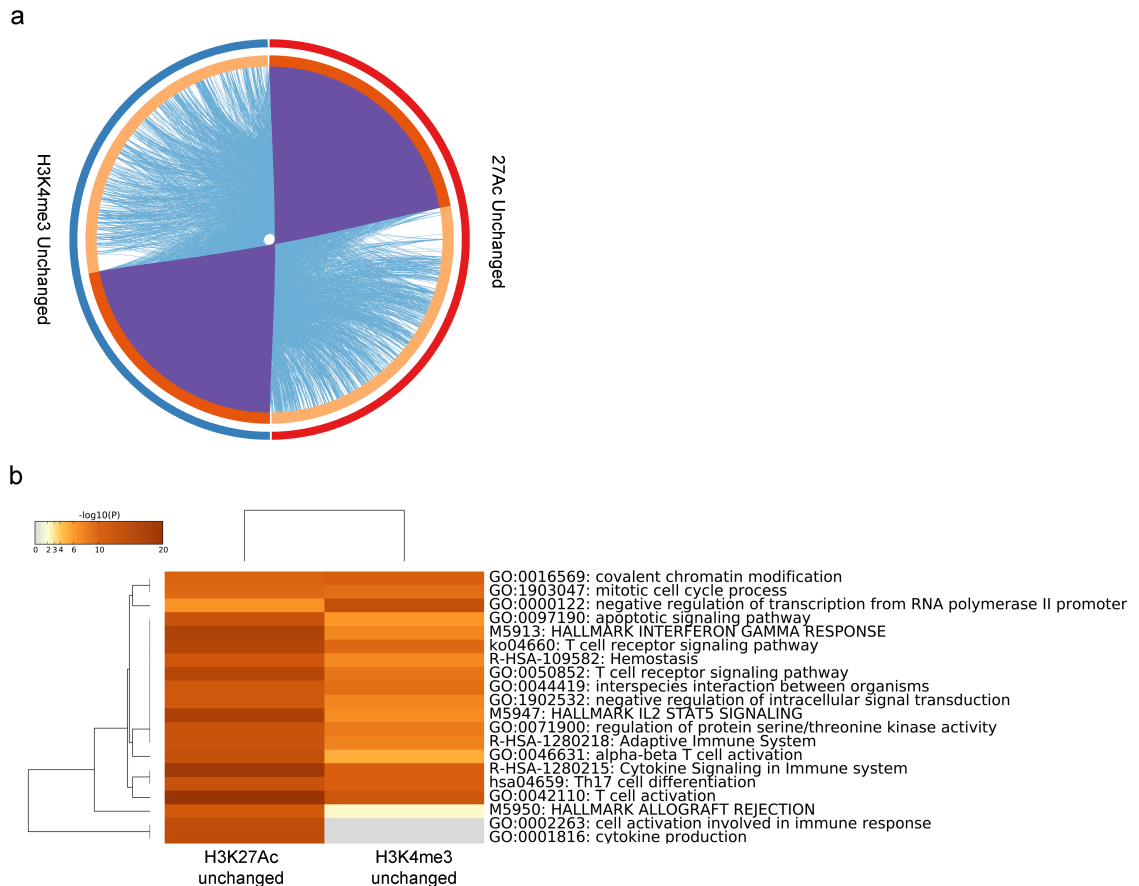 a
H3K4me3 Unchanged
27Ac Unchanged
b
-log10(P)
0 2 3 4 6 10 20
GO:0016569: covalent chromatin modification
GO:1903047: mitotic cell cycle process
GO:0000122: negative regulation of transcription from RNA polymerase II promoter
GO:0097190: apoptotic signaling pathway
M5913: HALLMARK INTERFERON GAMMA RESPONSE
ko04660: T cell receptor signaling pathway
R-HSA-109582: Hemostasis
GO:0050852: T cell receptor signaling pathway
GO:0044419: interspecies interaction between organisms
GO:1902532: negative regulation of intracellular signal transduction
M5947: HALLMARK IL2 STAT5 SIGNALING
GO:0071900: regulation of protein serine/threonine kinase activity
R-HSA-1280218: Adaptive Immune System
GO:0046631: alpha-beta T cell activation
R-HSA-1280215: Cytokine Signaling in Immune system
hsa04659: Th17 cell differentiation
GO:0042110: T cell activation
M5950: HALLMARK ALLOGRAFT REJECTION
GO:0002263: cell activation involved in immune response
GO:0001816: cytokine production
H3K27Ac H3K4me3
unchanged unchanged